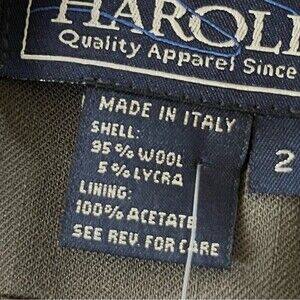 HAROL
Quality Apparel Since
MADE IN ITALY
SHELL:
95% WOOL
5% LYCRA
LINING:
100% ACETATE
SEE REV. FOR CARE
2